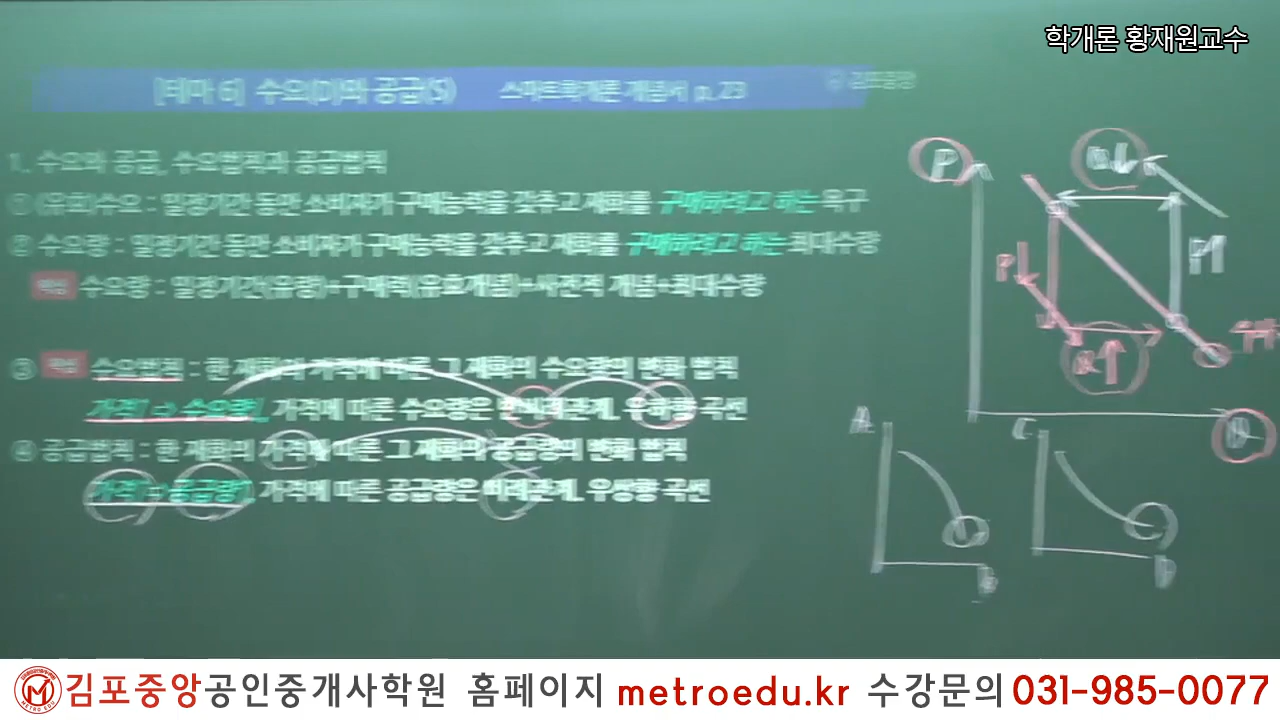 학개론 황재원교수
[테마 6] 수요(D)와 공급(S) 스마트학개론 개념서 p. 23
1. 수요와 공급, 수요법칙과 공급법칙
① (유효)수요 : 일정기간 동안 소비자가 구매능력을 갖추고 재화를 구매하려고 하는 욕구
② 수요량 : 일정기간 동안 소비자가 구매능력을 갖추고 재화를 구매하려고 하는 최대수량
핵심 수요량 : 일정기간(유량)+구매력(유효개념)+사전적 개념+최대수량
③ 핵심 수요법칙 : 한 재화의 가격에 따른 그 재화의 수요량의 변화 법칙
가격↑ ⇨ 수요량↓, 가격에 따른 수요량은 반비례관계, 우하향 곡선
④ 공급법칙 : 한 재화의 가격에 따른 그 재화의 공급량의 변화 법칙
가격↑ ⇨ 공급량↑, 가격에 따른 공급량은 비례관계, 우상향 곡선
P
P↑
P↓
Q↑
A
B
C
D
김포중앙공인중개사학원 홈페이지 metroedu.kr 수강문의 031-985-0077